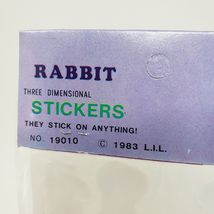 RABBIT
THREE DIMENSIONAL
STICKERS
THEY STICK ON ANYTHING!
NO. 19010 © 1983 L.I.L.